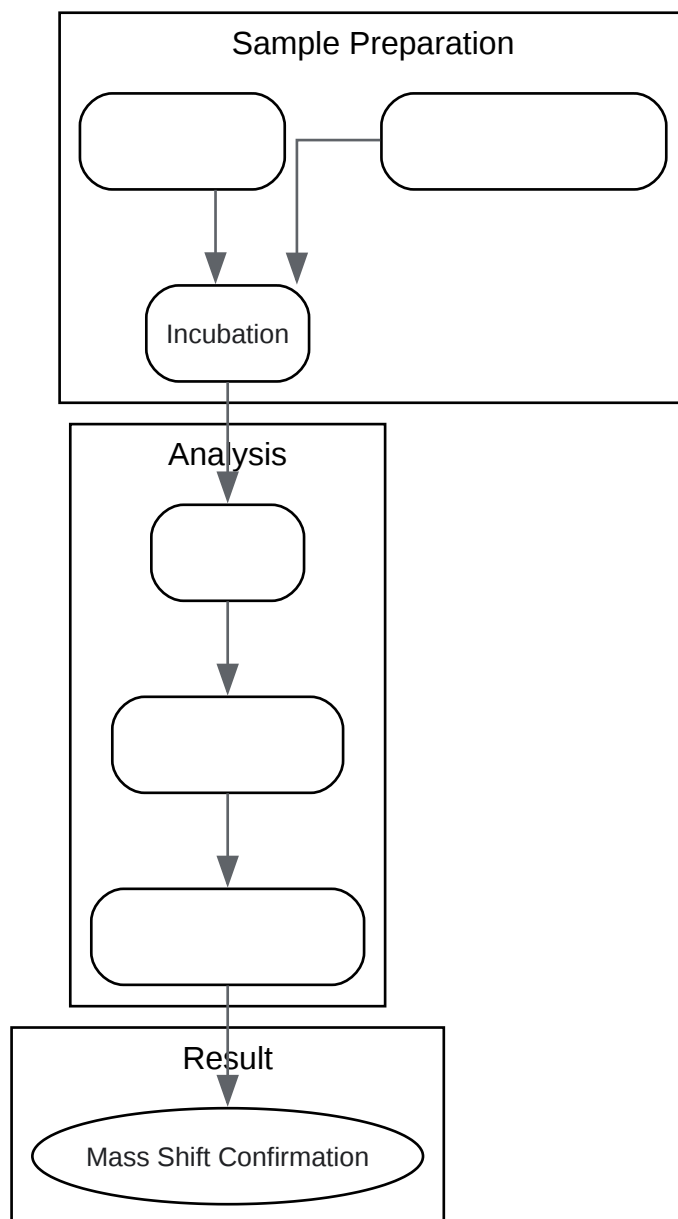 Sample Preparation
Incubation
Analysis
Result
Mass Shift Confirmation